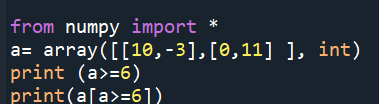 from numpy import *
a= array([[10,-3],[0,11] ], int)
print (a>=6)
print(a[a>=6])